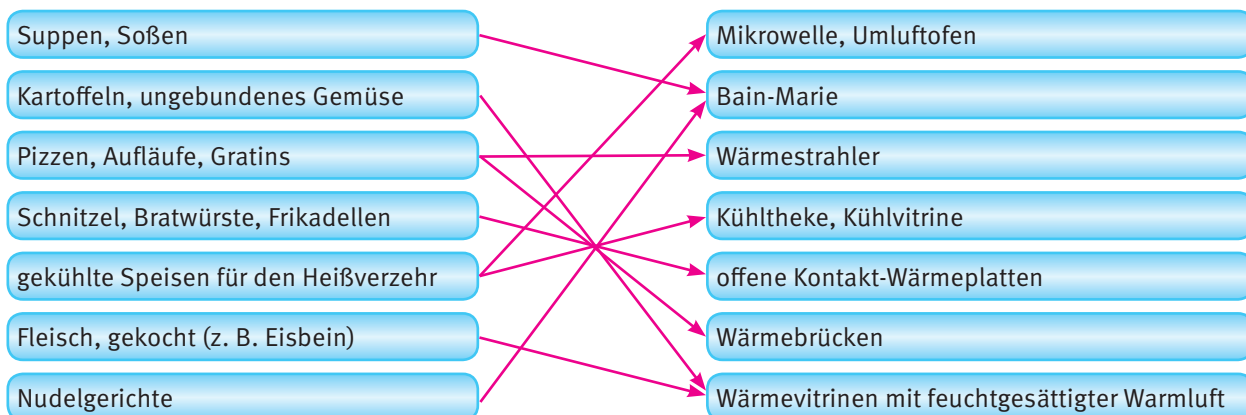 Suppen, Soßen
Kartoffeln, ungebundenes Gemüse
Pizzen, Aufläufe, Gratins
Schnitzel, Bratwürste, Frikadellen
gekühlte Speisen für den Heißverzehr
Fleisch, gekocht (z. B. Eisbein)
Nudelgerichte
Mikrowelle, Umluftofen
Bain-Marie
Wärmestrahler
Kühltheke, Kühlvitrine
offene Kontakt-Wärmeplatten
Wärmebrücken
Wärmevitrinen mit feuchtgesättigter Warmluft